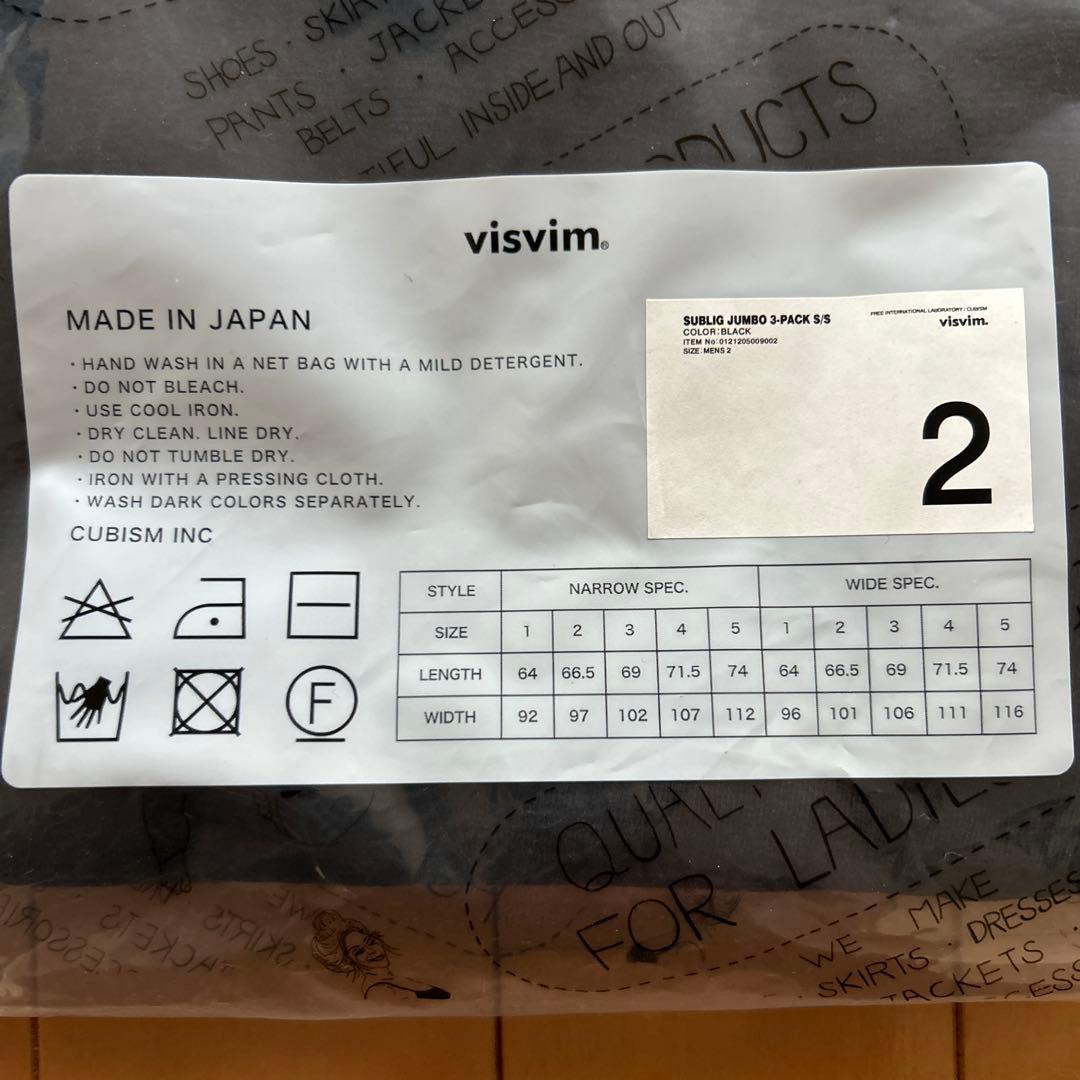 SHOES · SKIRTS
PANTS · JACKETS
BELTS · ACCESS
INSIDE AND OUT
visvim®
MADE IN JAPAN
· HAND WASH IN A NET BAG WITH A MILD DETERGENT.
· DO NOT BLEACH.
· USE COOL IRON.
· DRY CLEAN. LINE DRY.
· DO NOT TUMBLE DRY.
· IRON WITH A PRESSING CLOTH.
· WASH DARK COLORS SEPARATELY.
CUBISM INC
SUBLIG JUMBO 3-PACK S/S
COLOR:BLACK
ITEM No:0121205009002
SIZE:MENS 2
FREE INTERNATIONAL LABORATORY / CUBISM
visvim.
2
F
STYLE NARROW SPEC. WIDE SPEC.
SIZE 1 2 3 4 5 1 2 3 4 5
LENGTH 64 66.5 69 71.5 74 64 66.5 69 71.5 74
WIDTH 92 97 102 107 112 96 101 106 111 116
FOR
WE MAKE
SKIRTS · DRESSES
JACKETS ·